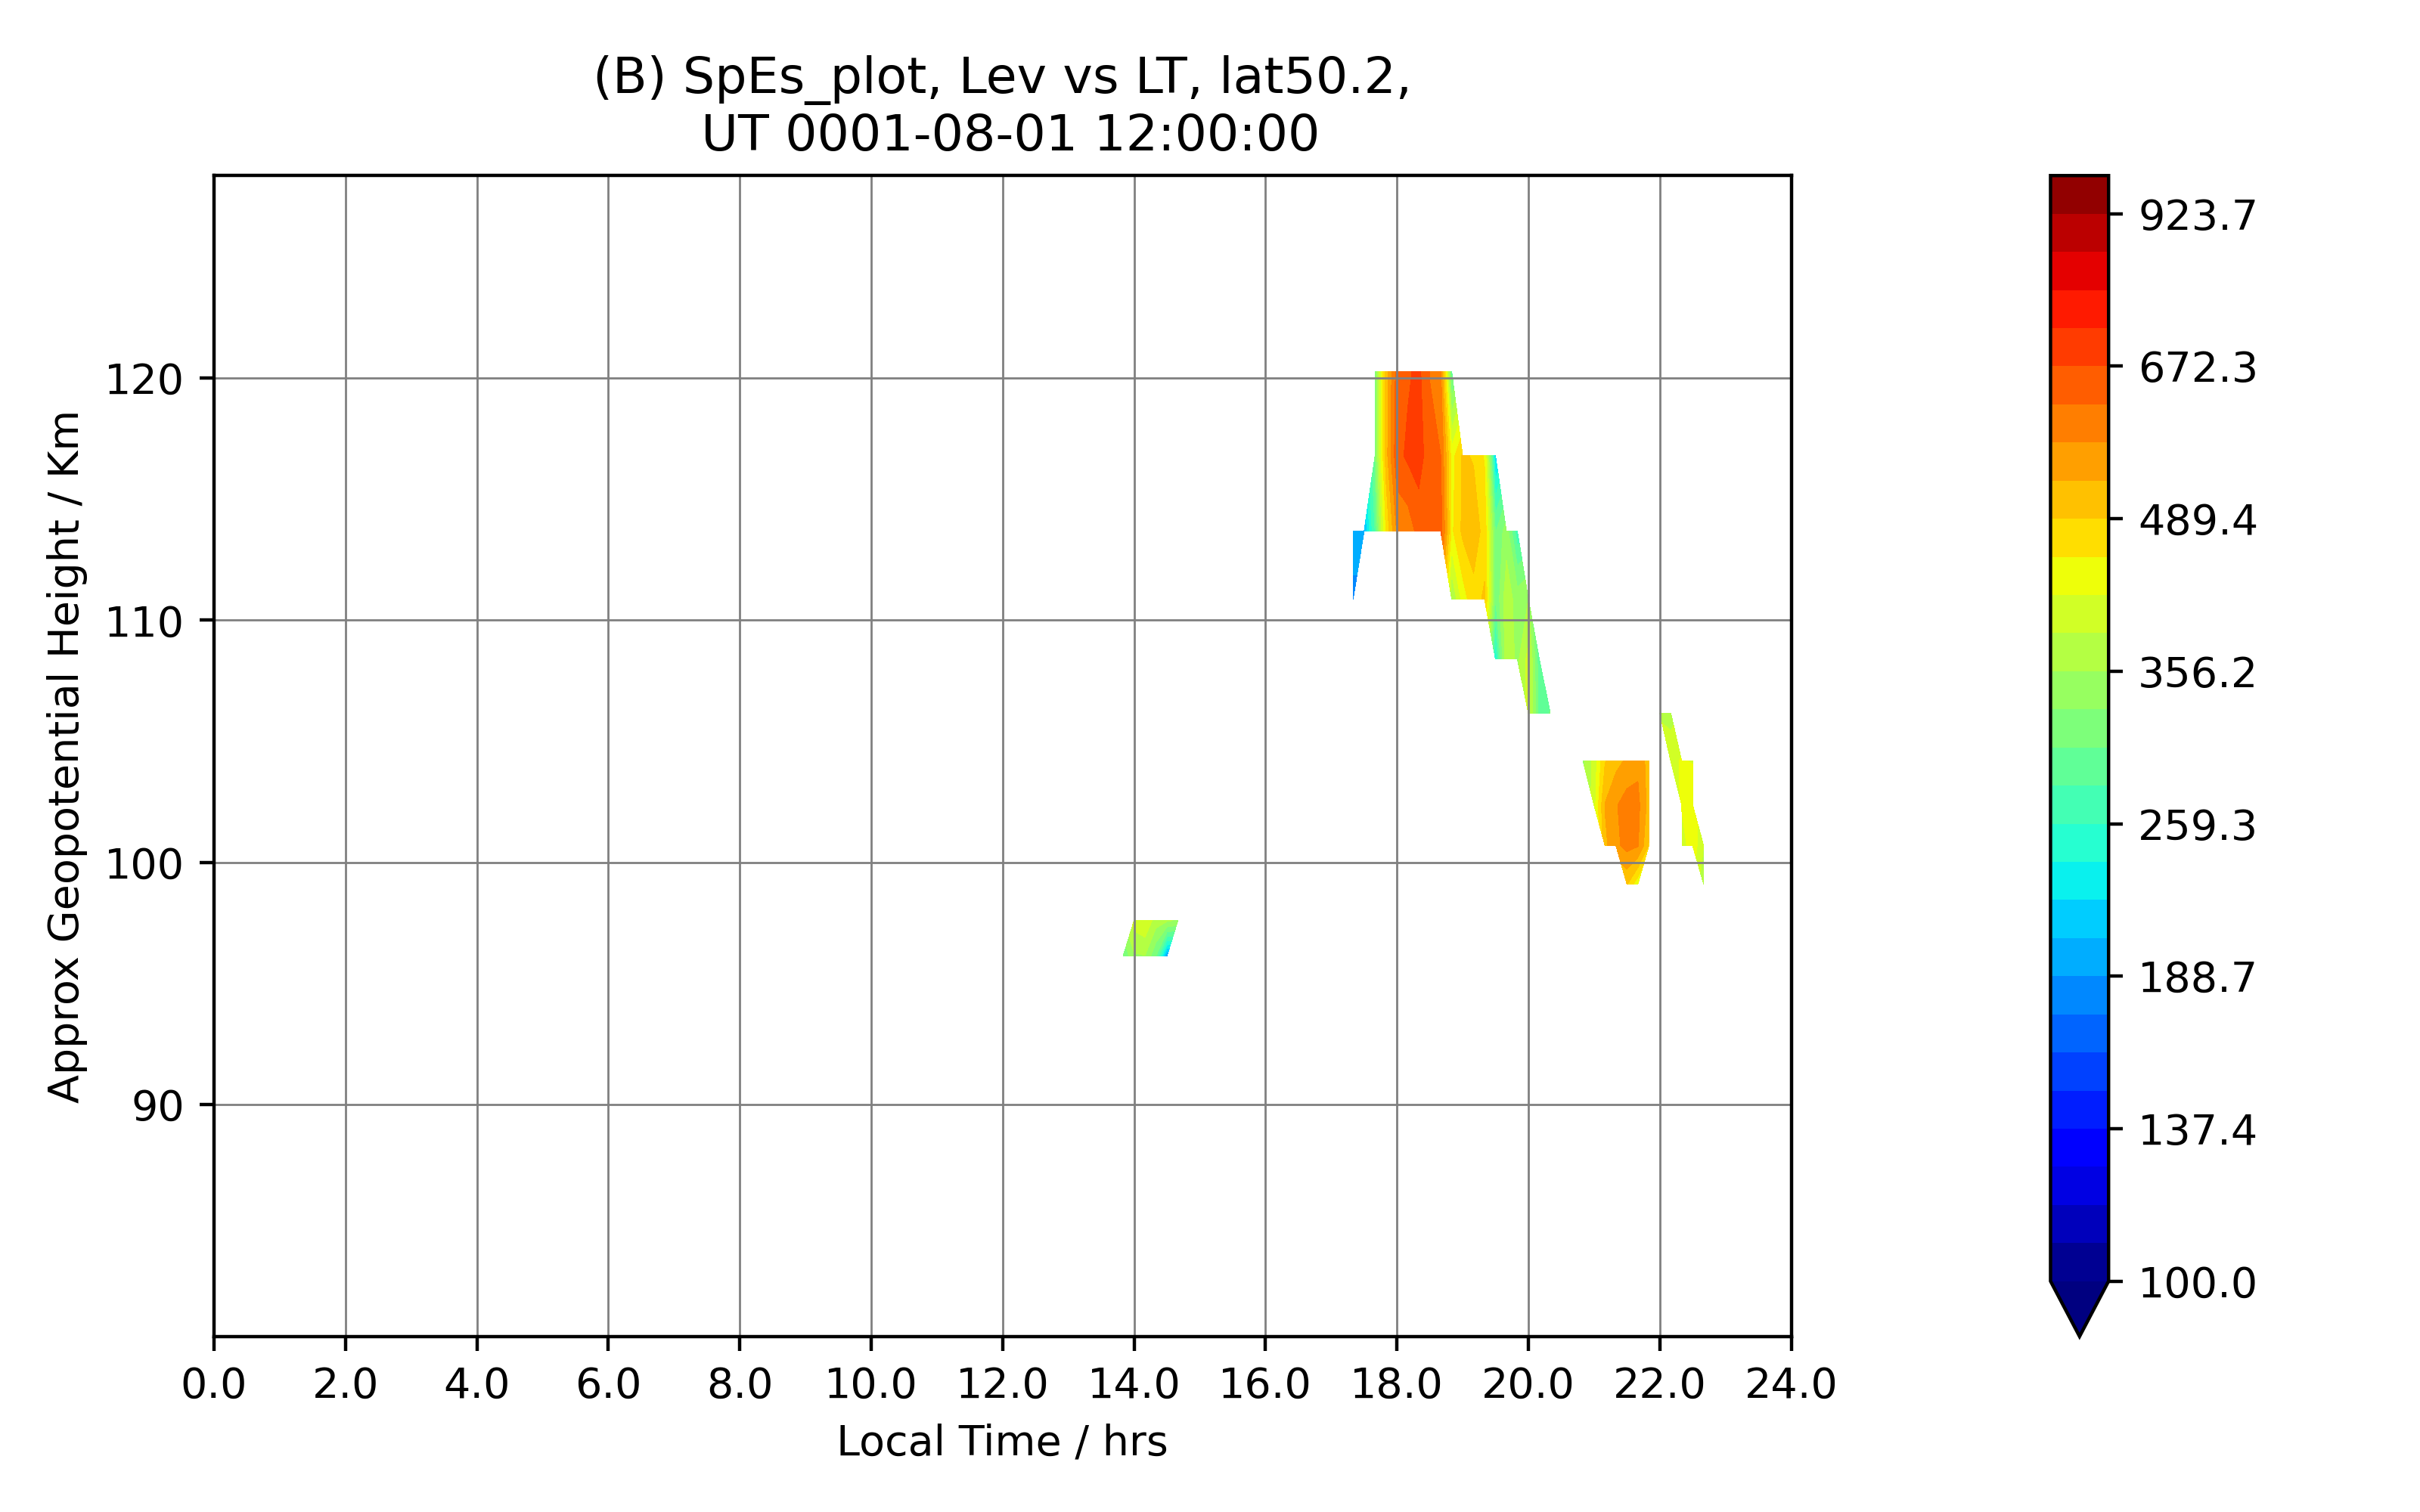 (B) SpEs_plot, Lev vs LT, lat50.2,
UT 0001-08-01 12:00:00
Approx Geopotential Height / Km
120
110
100
90
0.0 2.0 4.0 6.0 8.0 10.0 12.0 14.0 16.0 18.0 20.0 22.0 24.0
Local Time / hrs
923.7
672.3
489.4
356.2
259.3
188.7
137.4
100.0